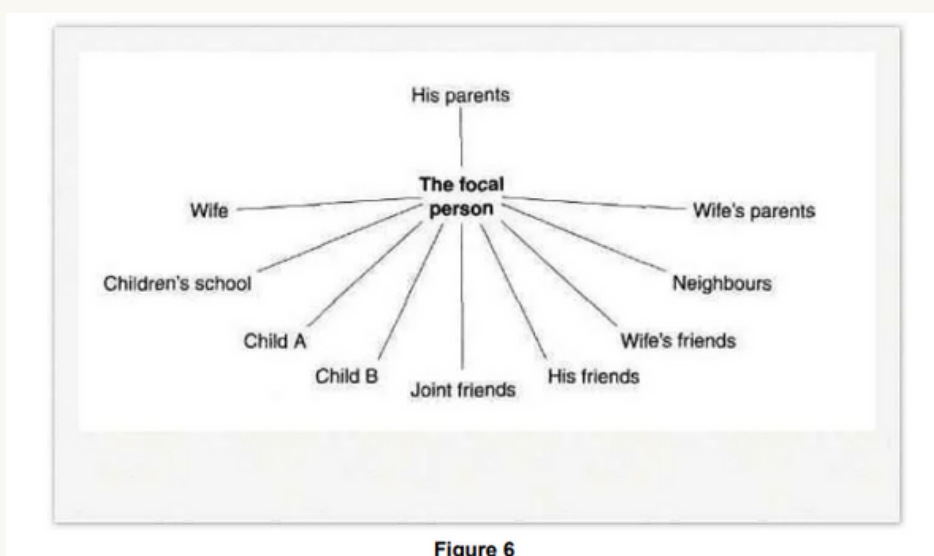 His parents
The focal
person
Wife
Wife's parents
Children's school
Neighbours
Child A
Wife's friends
Child B
Joint friends
His friends
Figure 6